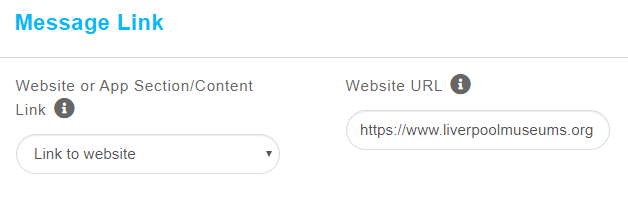 Message Link
Website or App Section/Content
Link
Link to website
Website URL
https://www.liverpoolmuseums.org